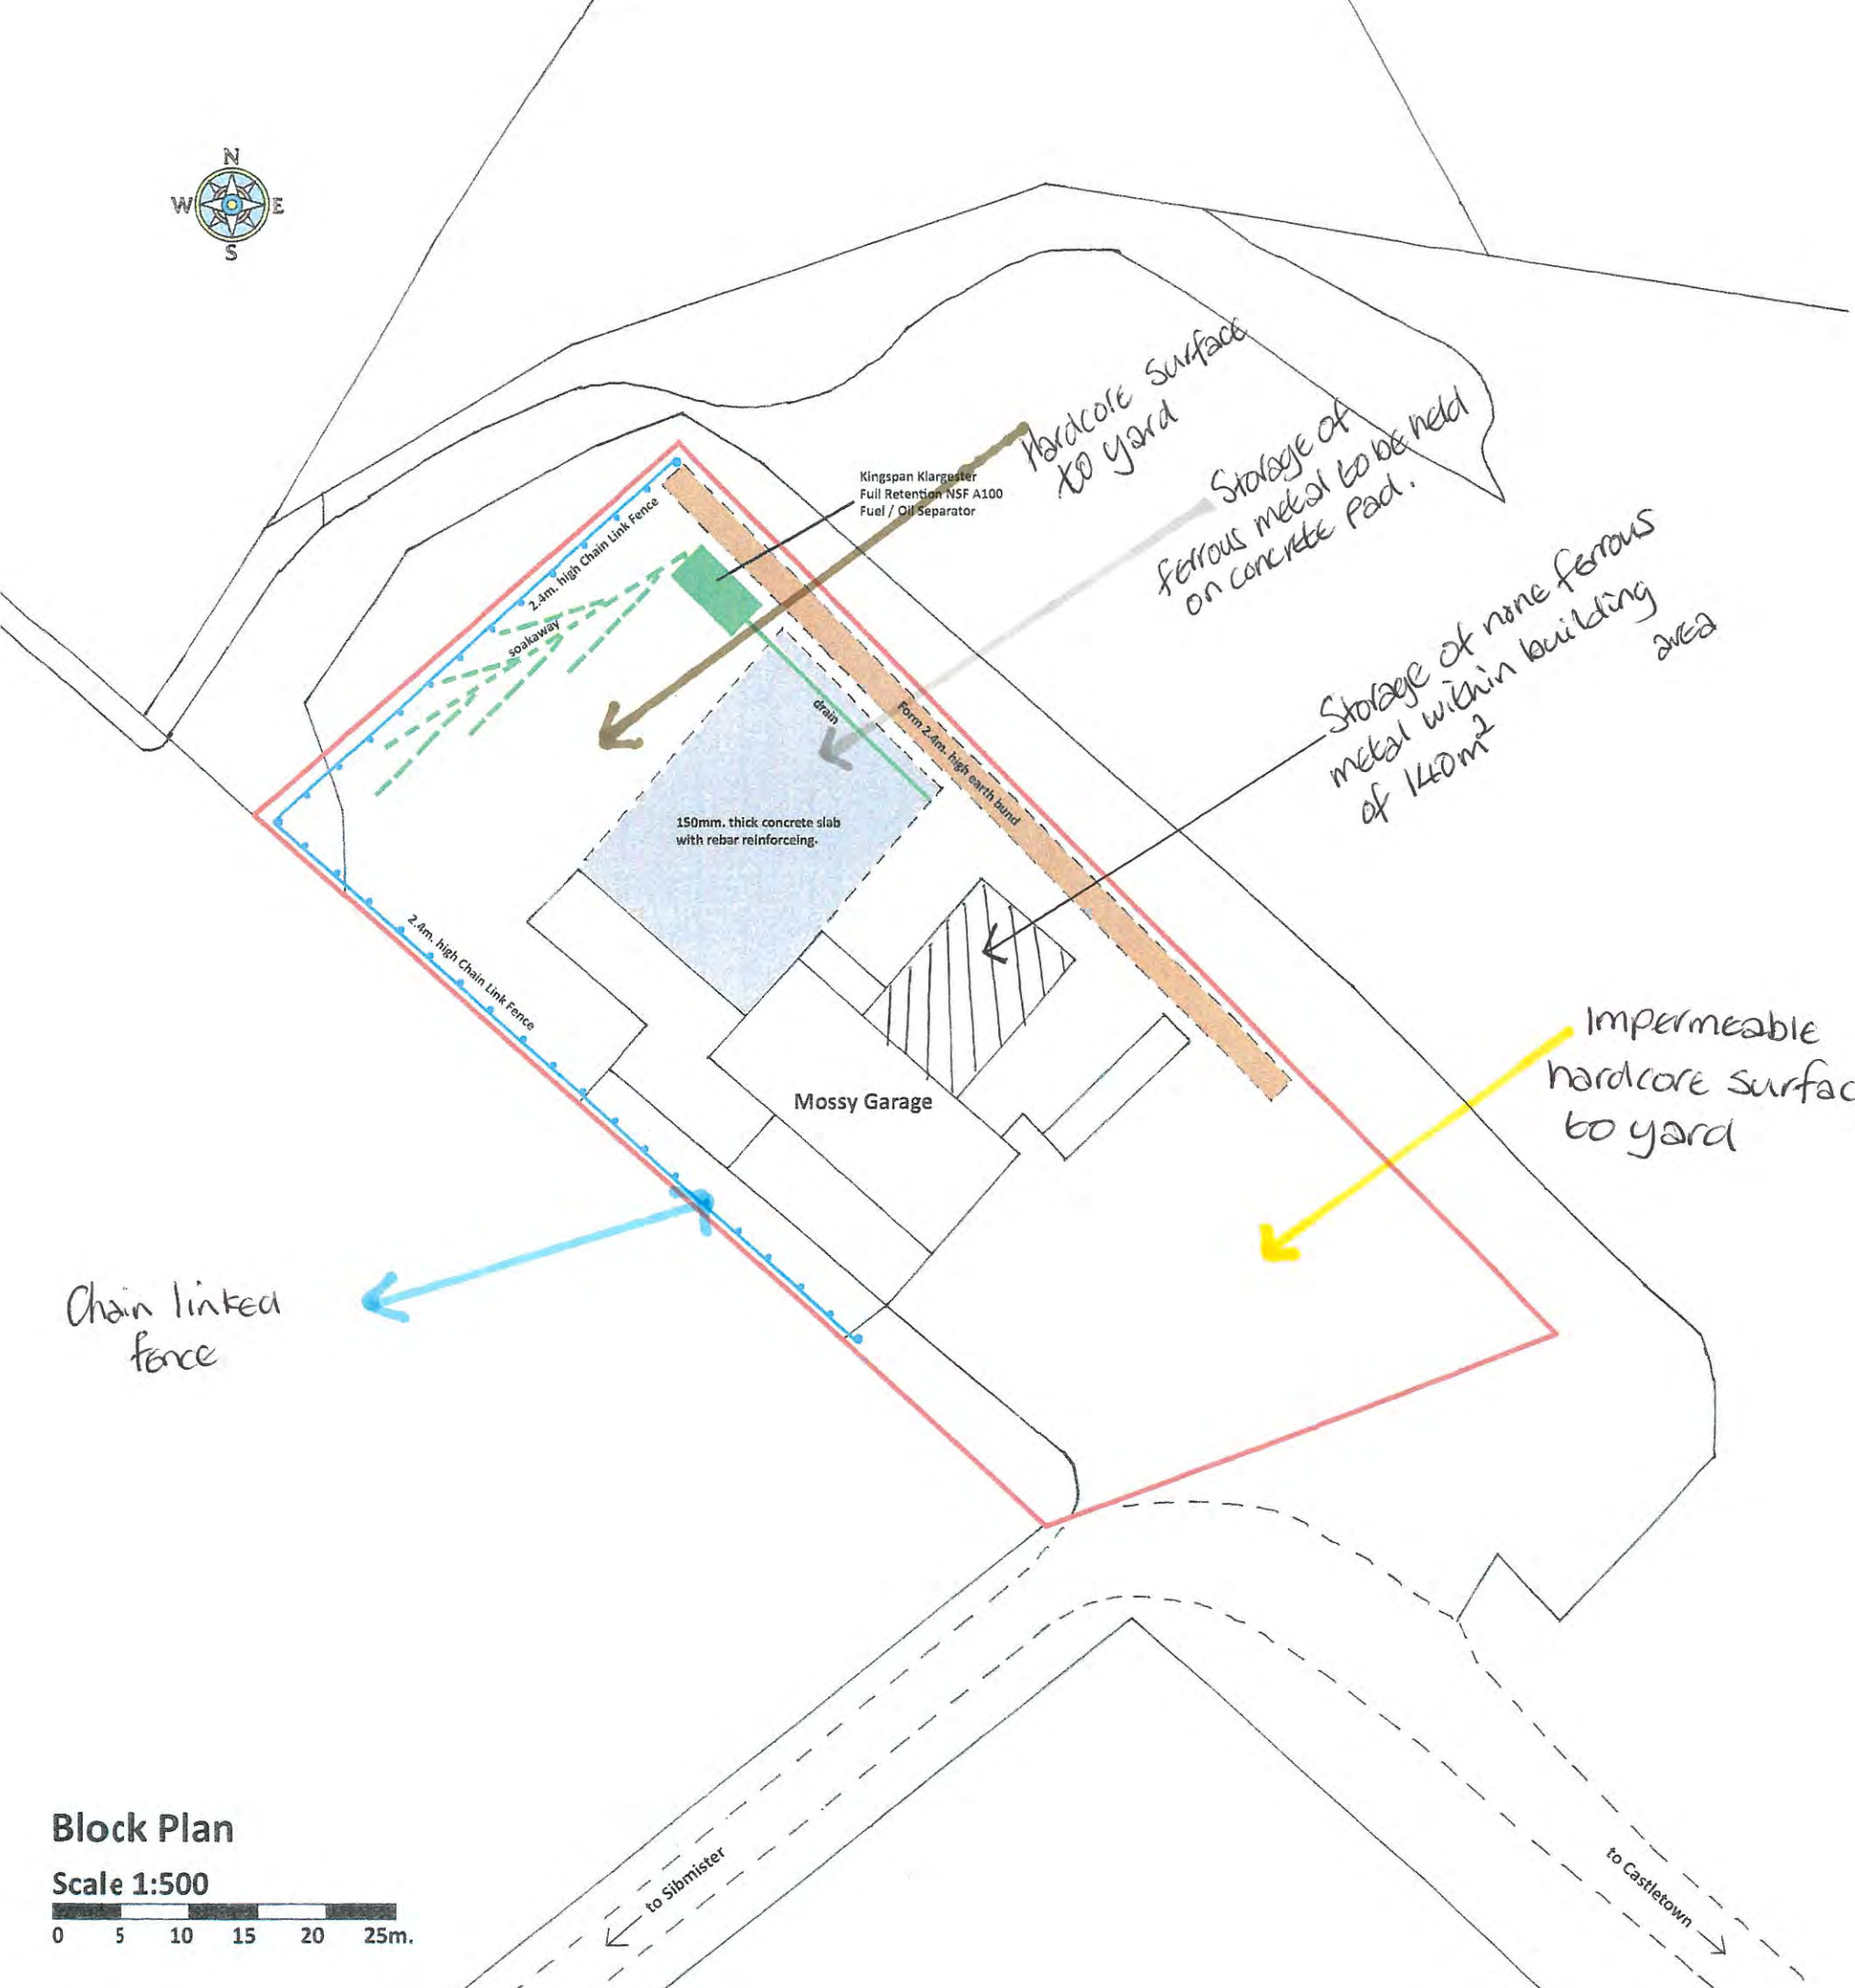 N
W E
S
Hardcore Surface
to yard
Kingspan Klargester
Full Retention NSF A100
Fuel / Oil Separator
Storage of
ferrous metal to be held
on concrete Pad.
2.4m. high Chain Link Fence
soakaway
Storage of none ferrous
metal within building
area
of 140m²
drain
Form 2.4m. high earth bund
150mm. thick concrete slab
with rebar reinforceing.
2.4m. high Chain Link Fence
Impermeable
hardcore surfac
to yard
Mossy Garage
Chain linked
fence
Block Plan
Scale 1:500
0 5 10 15 20 25m.
to Sibmister
to Castletown